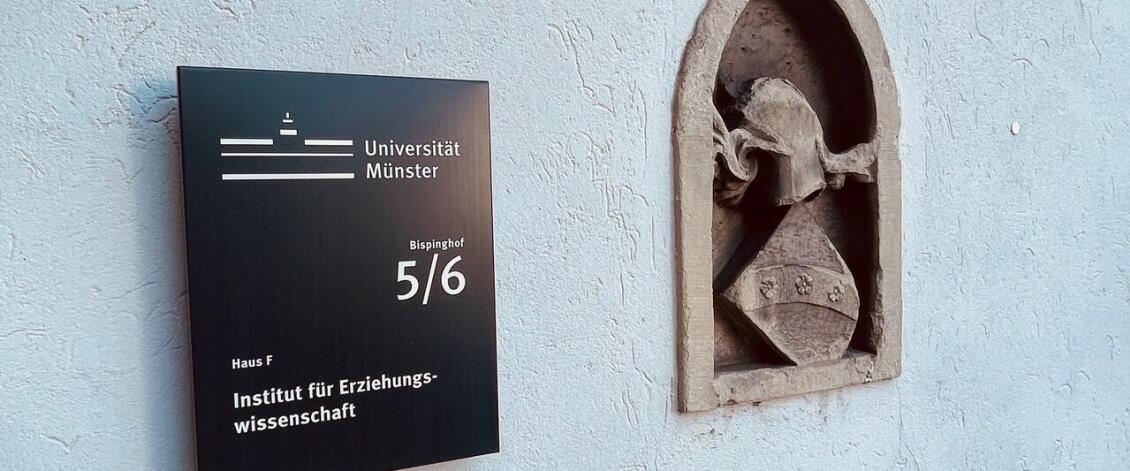 Universität
Münster
Bispinghof
5/6
Haus F
Institut für Erziehungs-
wissenschaft